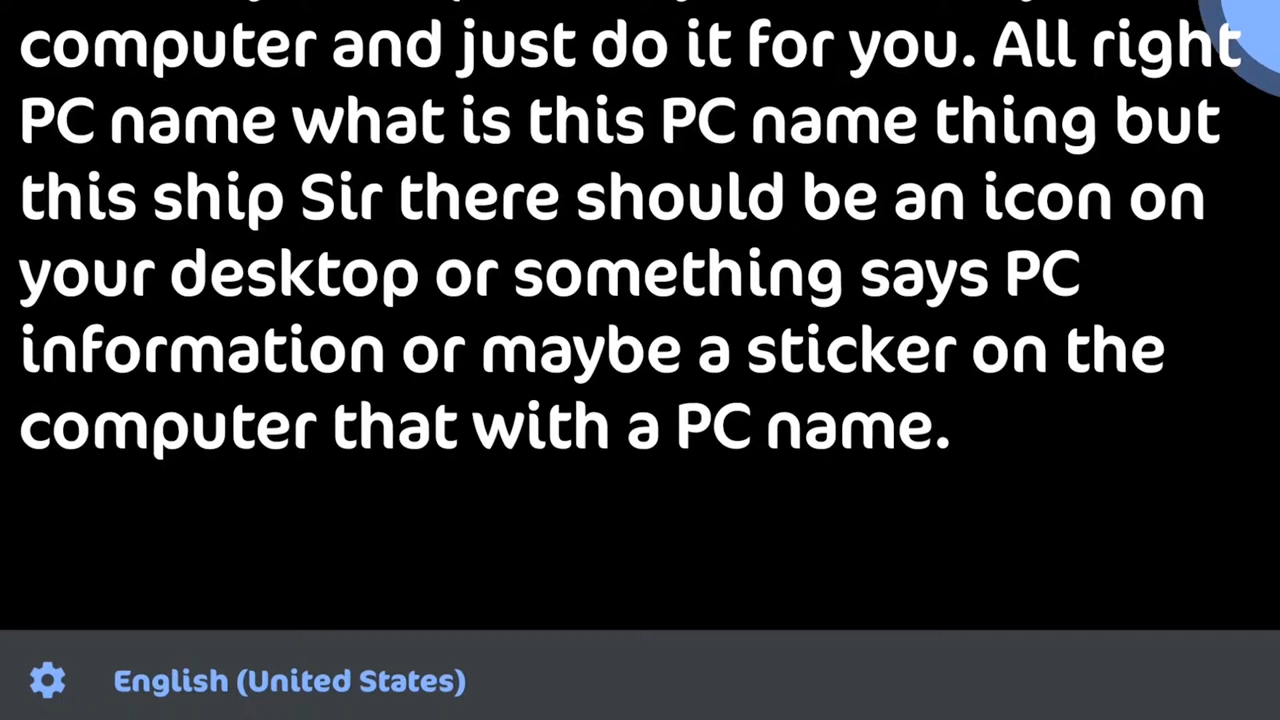 computer and just do it for you. All right
PC name what is this PC name thing but
this ship Sir there should be an icon on
your desktop or something says PC
information or maybe a sticker on the
computer that with a PC name.
English (United States)